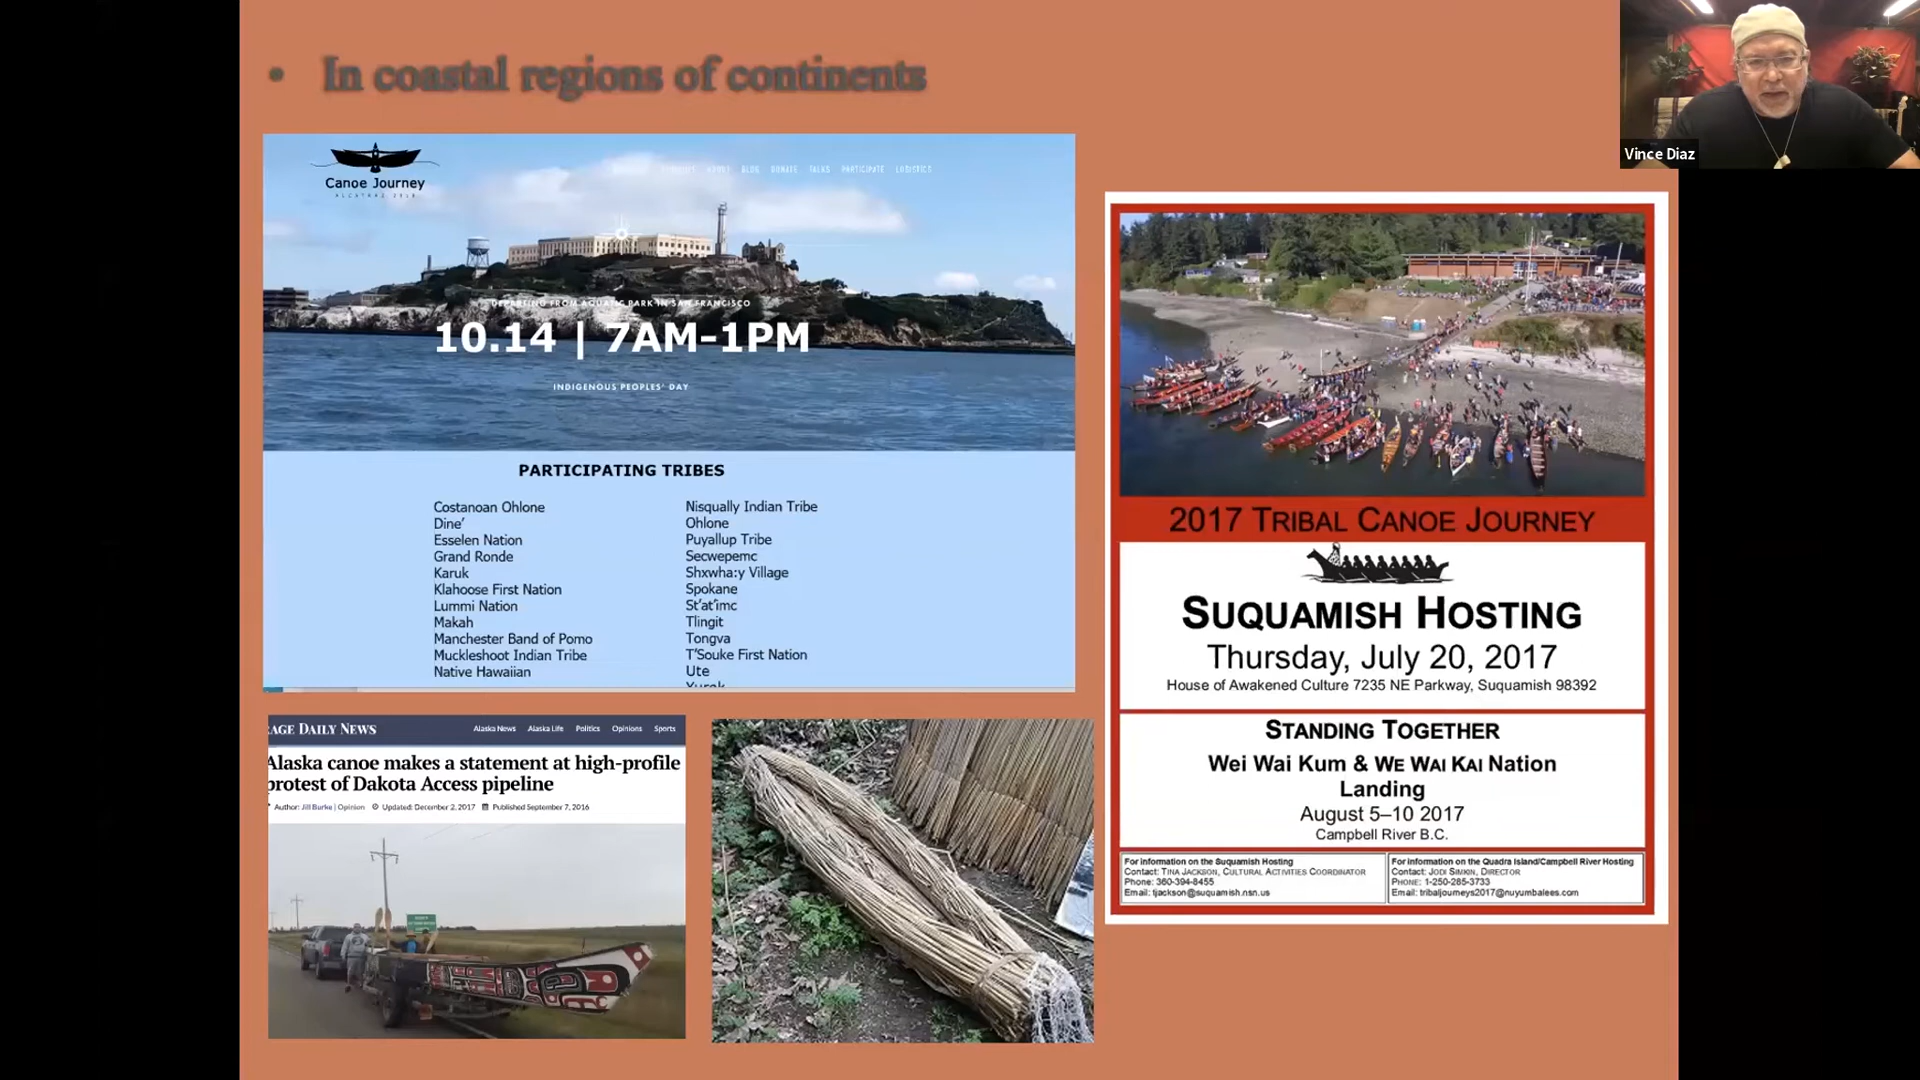 • In coastal regions of continents
Vince Diaz
Canoe Journey
ALCATRAZ 2019
ABOUT BLOG DONATE TALKS PARTICIPATE LOGISTICS
DEPARTING FROM AQUATIC PARK IN SAN FRANCISCO
10.14 | 7AM-1PM
INDIGENOUS PEOPLES' DAY
PARTICIPATING TRIBES
Costanoan Ohlone
Dine'
Esselen Nation
Grand Ronde
Karuk
Klahoose First Nation
Lummi Nation
Makah
Manchester Band of Pomo
Muckleshoot Indian Tribe
Native Hawaiian
Nisqually Indian Tribe
Ohlone
Puyallup Tribe
Secwepemc
Shxwha:y Village
Spokane
St'at'imc
Tlingit
Tongva
T'Souke First Nation
Ute
Yurok
2017 TRIBAL CANOE JOURNEY
SUQUAMISH HOSTING
Thursday, July 20, 2017
House of Awakened Culture 7235 NE Parkway, Suquamish 98392
STANDING TOGETHER
Wei Wai Kum & WE WAI KAI Nation
Landing
August 5–10 2017
Campbell River B.C.
For information on the Suquamish Hosting
Contact: TINA JACKSON, CULTURAL ACTIVITIES COORDINATOR
Phone: 360-394-8455
Email: tjackson@suquamish.nsn.us
For information on the Quadra Island/Campbell River Hosting
Contact: JODI SIMKIN, DIRECTOR
PHONE: 1-250-285-3733
Email: tribaljourneys2017@nuyumbalees.com
RAGE DAILY NEWS
Alaska News Alaska Life Politics Opinions Sports
Alaska canoe makes a statement at high-profile
protest of Dakota Access pipeline
Author: Jill Burke | Opinion Updated: December 2, 2017 Published September 7, 2016